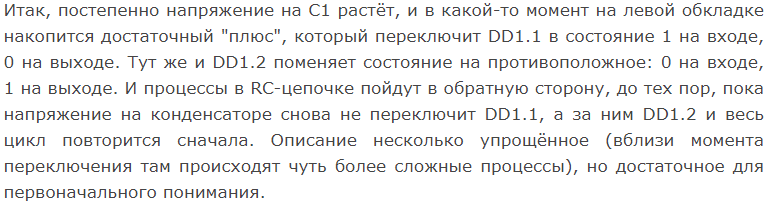 Итак, постепенно напряжение на С1 растёт, и в какой-то момент на левой обкладке
накопится достаточный "плюс", который переключит DD1.1 в состояние 1 на входе,
0 на выходе. Тут же и DD1.2 поменяет состояние на противоположное: 0 на входе,
1 на выходе. И процессы в RC-цепочке пойдут в обратную сторону, до тех пор, пока
напряжение на конденсаторе снова не переключит DD1.1, а за ним DD1.2 и весь
цикл повторится сначала. Описание несколько упрощённое (вблизи момента
переключения там происходят чуть более сложные процессы), но достаточное для
первоначального понимания.